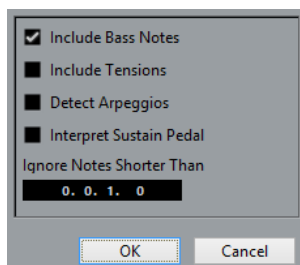 Include Bass Notes
Include Tensions
Detect Arpeggios
Interpret Sustain Pedal
Ignore Notes Shorter Than
0. 0. 1. 0
OK Cancel